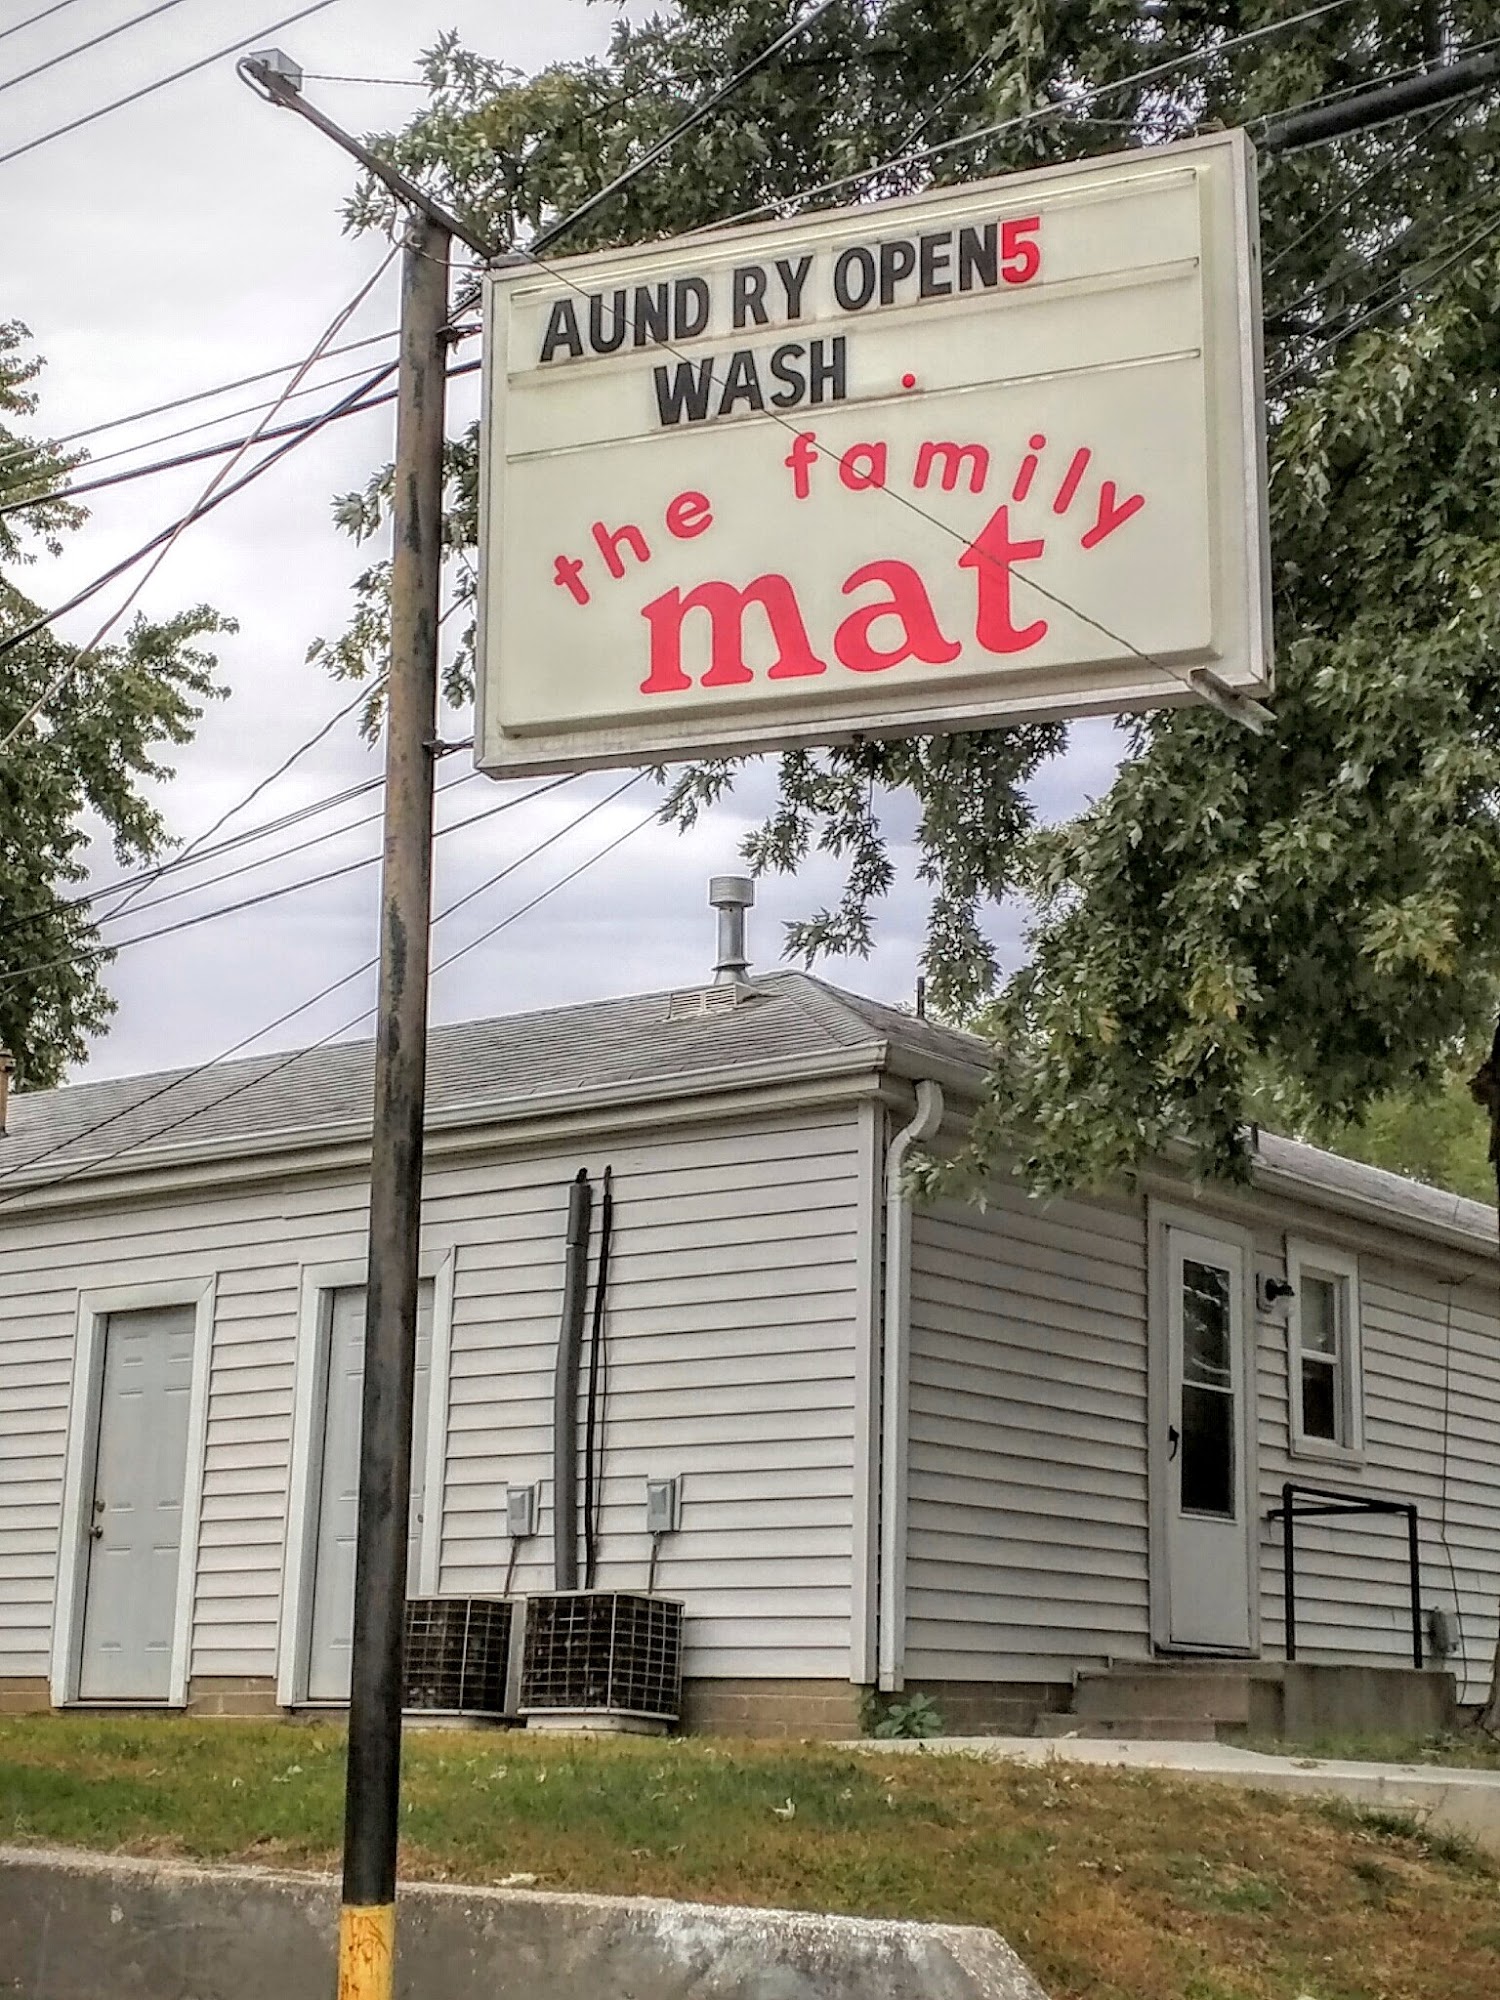 AUND RY OPEN5
WASH .
the family
mat